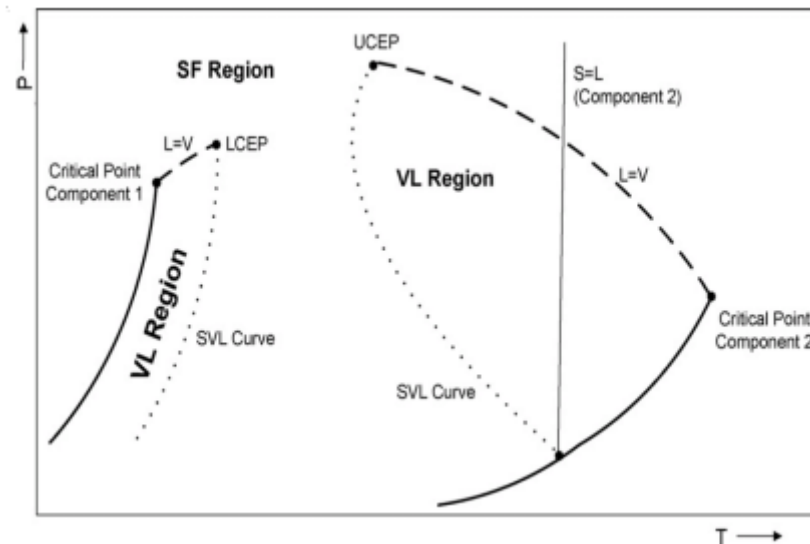 P
UCEP
SF Region
S=L
(Component 2)
L=V
LCEP
Critical Point
Component 1
VL Region
L=V
VL Region
SVL Curve
Critical Point
Component 2
SVL Curve
T